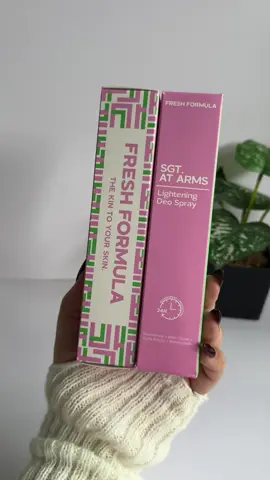 FRESH FORMULA
THE KIN TO YOUR SKIN.
FRESH FORMULA
SGT.
AT ARMS
Lightening
Deo Spray